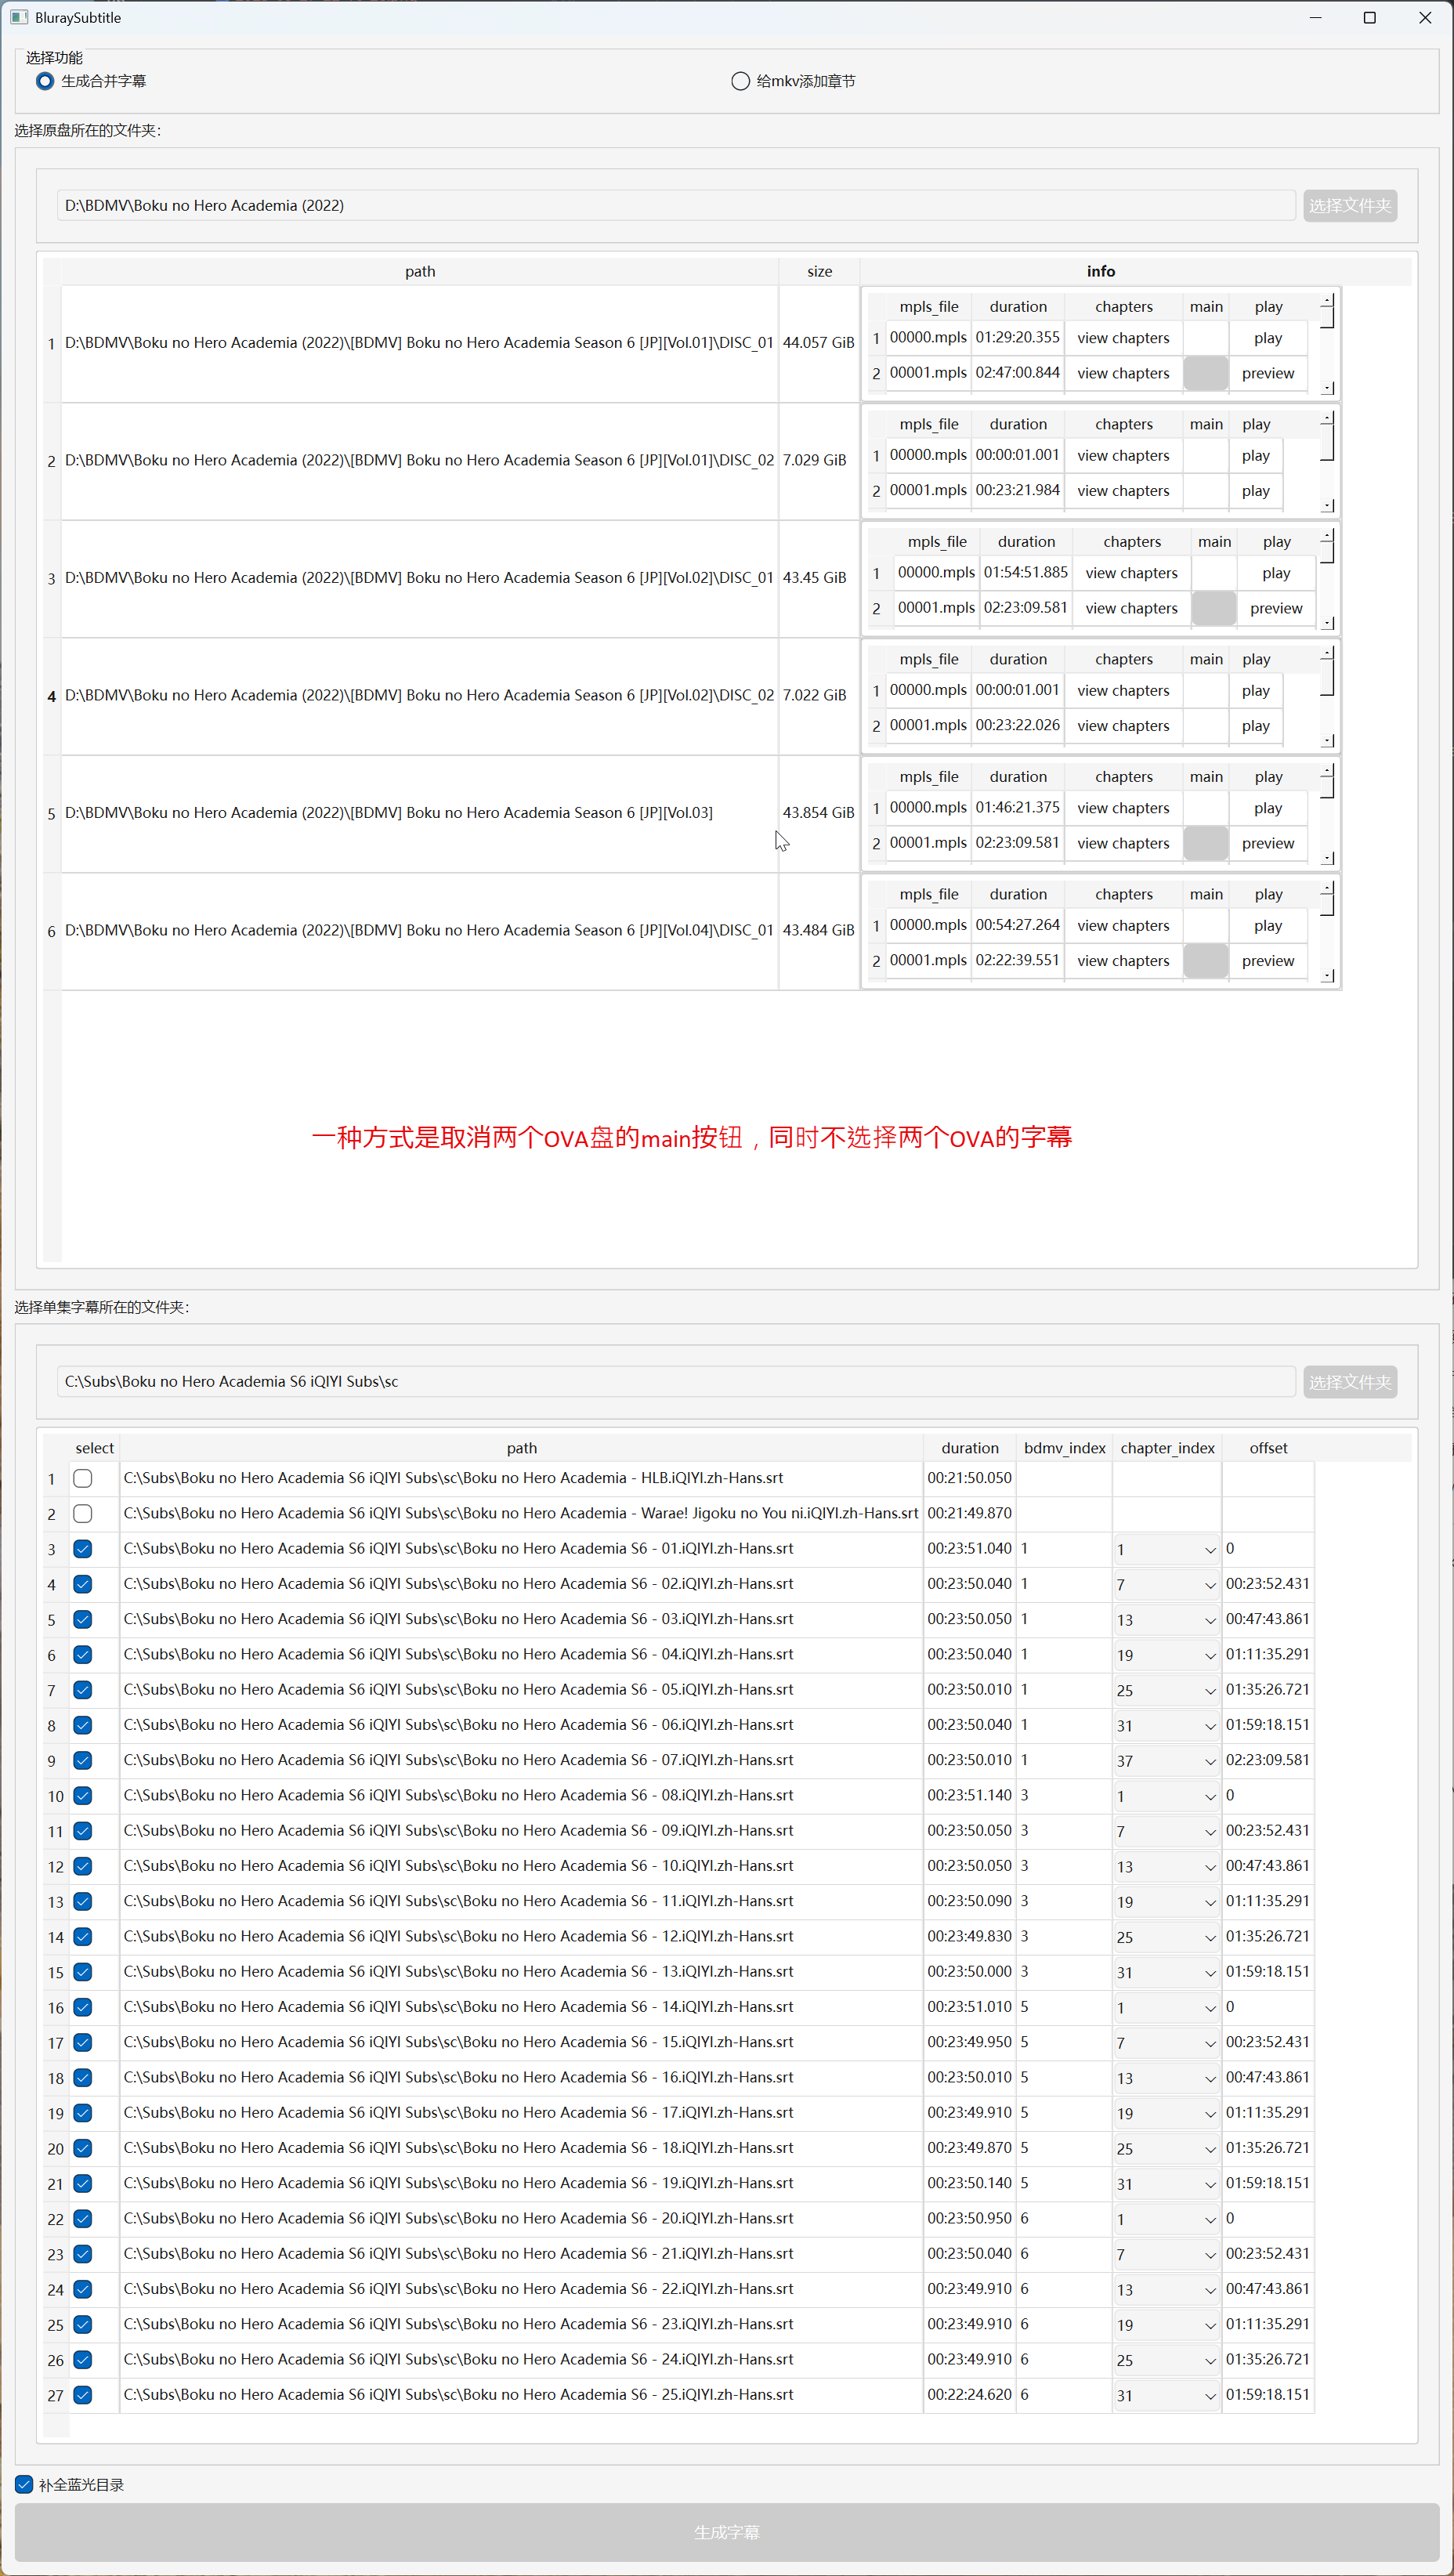 BluraySubtitle
选择功能
生成合并字幕 给mkv添加章节
选择原盘所在的文件夹:
D:\BDMV\Boku no Hero Academia (2022) 选择文件夹
path size info
1 D:\BDMV\Boku no Hero Academia (2022)\[BDMV] Boku no Hero Academia Season 6 [JP][Vol.01]\DISC_01 44.057 GiB
mpls_file duration chapters main play
1 00000.mpls 01:29:20.355 view chapters play
2 00001.mpls 02:47:00.844 view chapters preview
2 D:\BDMV\Boku no Hero Academia (2022)\[BDMV] Boku no Hero Academia Season 6 [JP][Vol.01]\DISC_02 7.029 GiB
mpls_file duration chapters main play
1 00000.mpls 00:00:01.001 view chapters play
2 00001.mpls 00:23:21.984 view chapters play
3 D:\BDMV\Boku no Hero Academia (2022)\[BDMV] Boku no Hero Academia Season 6 [JP][Vol.02]\DISC_01 43.45 GiB
mpls_file duration chapters main play
1 00000.mpls 01:54:51.885 view chapters play
2 00001.mpls 02:23:09.581 view chapters preview
4 D:\BDMV\Boku no Hero Academia (2022)\[BDMV] Boku no Hero Academia Season 6 [JP][Vol.02]\DISC_02 7.022 GiB
mpls_file duration chapters main play
1 00000.mpls 00:00:01.001 view chapters play
2 00001.mpls 00:23:22.026 view chapters play
5 D:\BDMV\Boku no Hero Academia (2022)\[BDMV] Boku no Hero Academia Season 6 [JP][Vol.03] 43.854 GiB
mpls_file duration chapters main play
1 00000.mpls 01:46:21.375 view chapters play
2 00001.mpls 02:23:09.581 view chapters preview
6 D:\BDMV\Boku no Hero Academia (2022)\[BDMV] Boku no Hero Academia Season 6 [JP][Vol.04]\DISC_01 43.484 GiB
mpls_file duration chapters main play
1 00000.mpls 00:54:27.264 view chapters play
2 00001.mpls 02:22:39.551 view chapters preview
一种方式是取消两个OVA盘的main按钮，同时不选择两个OVA的字幕
选择单集字幕所在的文件夹:
C:\Subs\Boku no Hero Academia S6 iQIYI Subs\sc 选择文件夹
select path duration bdmv_index chapter_index offset
1 C:\Subs\Boku no Hero Academia S6 iQIYI Subs\sc\Boku no Hero Academia - HLB.iQIYI.zh-Hans.srt 00:21:50.050
2 C:\Subs\Boku no Hero Academia S6 iQIYI Subs\sc\Boku no Hero Academia - Warae! Jigoku no You ni.iQIYI.zh-Hans.srt 00:21:49.870
3 C:\Subs\Boku no Hero Academia S6 iQIYI Subs\sc\Boku no Hero Academia S6 - 01.iQIYI.zh-Hans.srt 00:23:51.040 1 1 0
4 C:\Subs\Boku no Hero Academia S6 iQIYI Subs\sc\Boku no Hero Academia S6 - 02.iQIYI.zh-Hans.srt 00:23:50.040 1 7 00:23:52.431
5 C:\Subs\Boku no Hero Academia S6 iQIYI Subs\sc\Boku no Hero Academia S6 - 03.iQIYI.zh-Hans.srt 00:23:50.050 1 13 00:47:43.861
6 C:\Subs\Boku no Hero Academia S6 iQIYI Subs\sc\Boku no Hero Academia S6 - 04.iQIYI.zh-Hans.srt 00:23:50.040 1 19 01:11:35.291
7 C:\Subs\Boku no Hero Academia S6 iQIYI Subs\sc\Boku no Hero Academia S6 - 05.iQIYI.zh-Hans.srt 00:23:50.010 1 25 01:35:26.721
8 C:\Subs\Boku no Hero Academia S6 iQIYI Subs\sc\Boku no Hero Academia S6 - 06.iQIYI.zh-Hans.srt 00:23:50.040 1 31 01:59:18.151
9 C:\Subs\Boku no Hero Academia S6 iQIYI Subs\sc\Boku no Hero Academia S6 - 07.iQIYI.zh-Hans.srt 00:23:50.010 1 37 02:23:09.581
10 C:\Subs\Boku no Hero Academia S6 iQIYI Subs\sc\Boku no Hero Academia S6 - 08.iQIYI.zh-Hans.srt 00:23:51.140 3 1 0
11 C:\Subs\Boku no Hero Academia S6 iQIYI Subs\sc\Boku no Hero Academia S6 - 09.iQIYI.zh-Hans.srt 00:23:50.050 3 7 00:23:52.431
12 C:\Subs\Boku no Hero Academia S6 iQIYI Subs\sc\Boku no Hero Academia S6 - 10.iQIYI.zh-Hans.srt 00:23:50.050 3 13 00:47:43.861
13 C:\Subs\Boku no Hero Academia S6 iQIYI Subs\sc\Boku no Hero Academia S6 - 11.iQIYI.zh-Hans.srt 00:23:50.090 3 19 01:11:35.291
14 C:\Subs\Boku no Hero Academia S6 iQIYI Subs\sc\Boku no Hero Academia S6 - 12.iQIYI.zh-Hans.srt 00:23:49.830 3 25 01:35:26.721
15 C:\Subs\Boku no Hero Academia S6 iQIYI Subs\sc\Boku no Hero Academia S6 - 13.iQIYI.zh-Hans.srt 00:23:50.000 3 31 01:59:18.151
16 C:\Subs\Boku no Hero Academia S6 iQIYI Subs\sc\Boku no Hero Academia S6 - 14.iQIYI.zh-Hans.srt 00:23:51.010 5 1 0
17 C:\Subs\Boku no Hero Academia S6 iQIYI Subs\sc\Boku no Hero Academia S6 - 15.iQIYI.zh-Hans.srt 00:23:49.950 5 7 00:23:52.431
18 C:\Subs\Boku no Hero Academia S6 iQIYI Subs\sc\Boku no Hero Academia S6 - 16.iQIYI.zh-Hans.srt 00:23:50.010 5 13 00:47:43.861
19 C:\Subs\Boku no Hero Academia S6 iQIYI Subs\sc\Boku no Hero Academia S6 - 17.iQIYI.zh-Hans.srt 00:23:49.910 5 19 01:11:35.291
20 C:\Subs\Boku no Hero Academia S6 iQIYI Subs\sc\Boku no Hero Academia S6 - 18.iQIYI.zh-Hans.srt 00:23:49.870 5 25 01:35:26.721
21 C:\Subs\Boku no Hero Academia S6 iQIYI Subs\sc\Boku no Hero Academia S6 - 19.iQIYI.zh-Hans.srt 00:23:50.140 5 31 01:59:18.151
22 C:\Subs\Boku no Hero Academia S6 iQIYI Subs\sc\Boku no Hero Academia S6 - 20.iQIYI.zh-Hans.srt 00:23:50.950 6 1 0
23 C:\Subs\Boku no Hero Academia S6 iQIYI Subs\sc\Boku no Hero Academia S6 - 21.iQIYI.zh-Hans.srt 00:23:50.040 6 7 00:23:52.431
24 C:\Subs\Boku no Hero Academia S6 iQIYI Subs\sc\Boku no Hero Academia S6 - 22.iQIYI.zh-Hans.srt 00:23:49.910 6 13 00:47:43.861
25 C:\Subs\Boku no Hero Academia S6 iQIYI Subs\sc\Boku no Hero Academia S6 - 23.iQIYI.zh-Hans.srt 00:23:49.910 6 19 01:11:35.291
26 C:\Subs\Boku no Hero Academia S6 iQIYI Subs\sc\Boku no Hero Academia S6 - 24.iQIYI.zh-Hans.srt 00:23:49.910 6 25 01:35:26.721
27 C:\Subs\Boku no Hero Academia S6 iQIYI Subs\sc\Boku no Hero Academia S6 - 25.iQIYI.zh-Hans.srt 00:22:24.620 6 31 01:59:18.151
补全蓝光目录
生成字幕